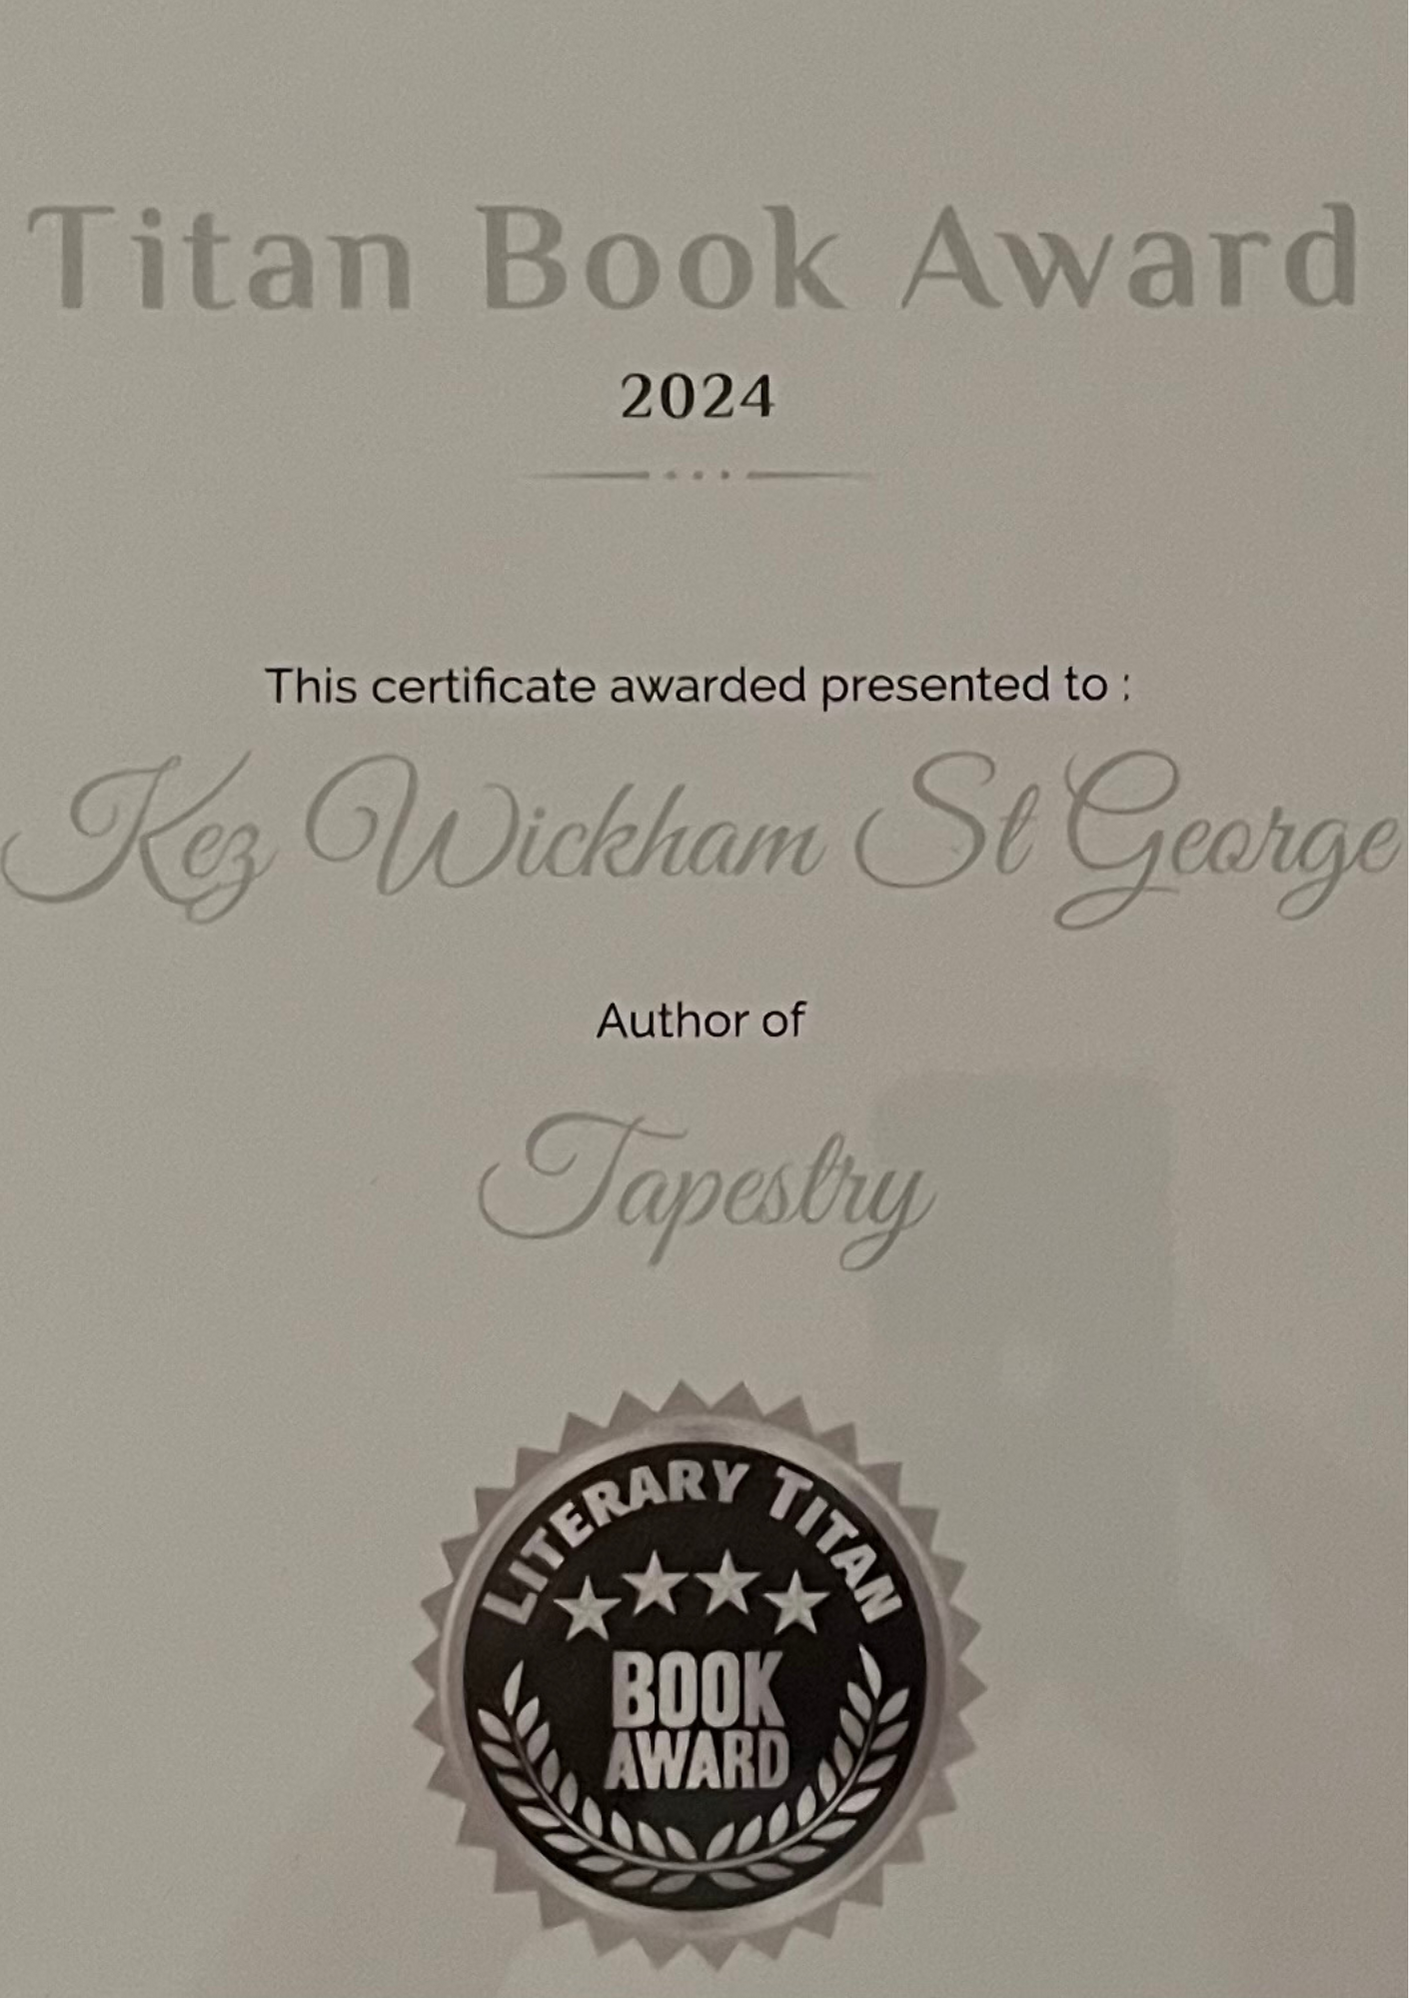 Titan Book Award
2024
This certificate awarded presented to :
Kez Wickham St George
Author of
Tapestry
LITERARY TITAN
BOOK
AWARD